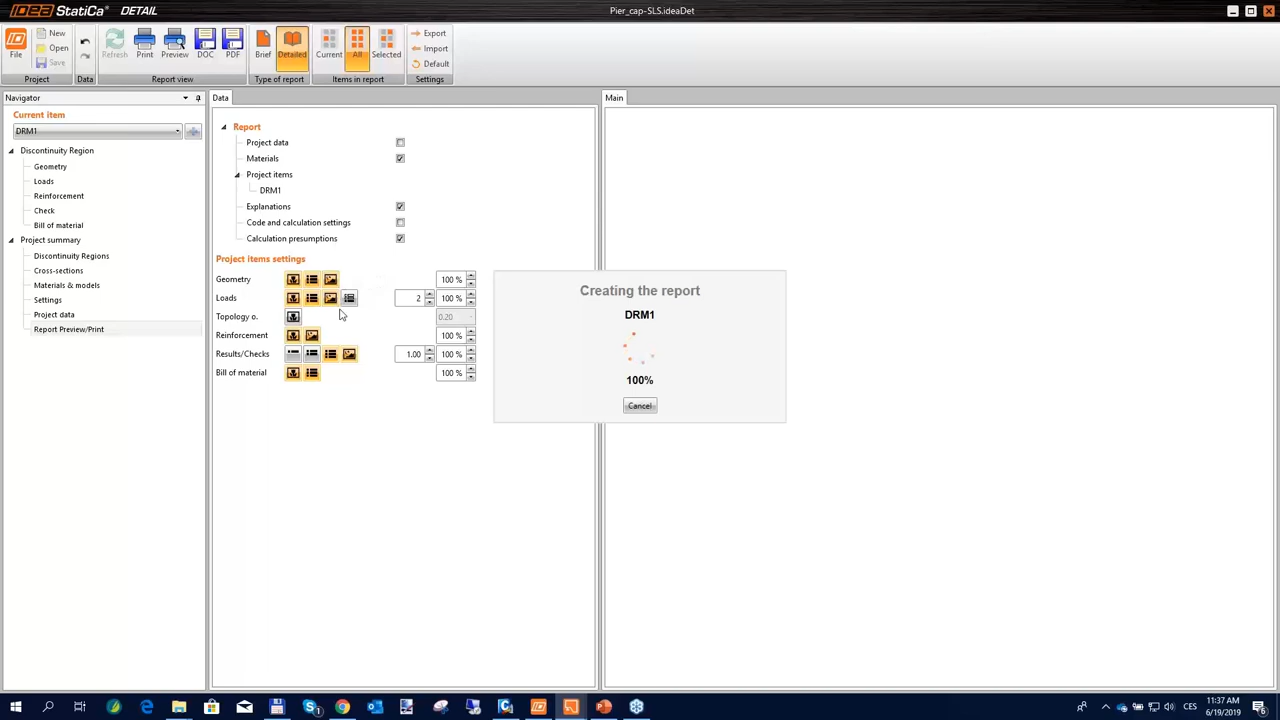 IDEA StatiCa® DETAIL
Pier_cap-SLS.ideaDet
File
New
Open
Save
Refresh
Print
Preview
DOC
PDF
Brief
Detailed
Current
All
Selected
Export
Import
Default
Project
Data
Report view
Type of report
Items in report
Settings
Navigator
Current item
DRM1
Discontinuity Region
Geometry
Loads
Reinforcement
Check
Bill of material
Project summary
Discontinuity Regions
Cross-sections
Materials & models
Settings
Project data
Report Preview/Print
Data
Report
Project data
Materials
Project items
DRM1
Explanations
Code and calculation settings
Calculation presumptions
Project items settings
Geometry 100 %
Loads 2 100 %
Topology o. 0.20
Reinforcement 100 %
Results/Checks 1.00 100 %
Bill of material 100 %
Main
Creating the report
DRM1
100%
Cancel
CES
11:37 AM
6/19/2019